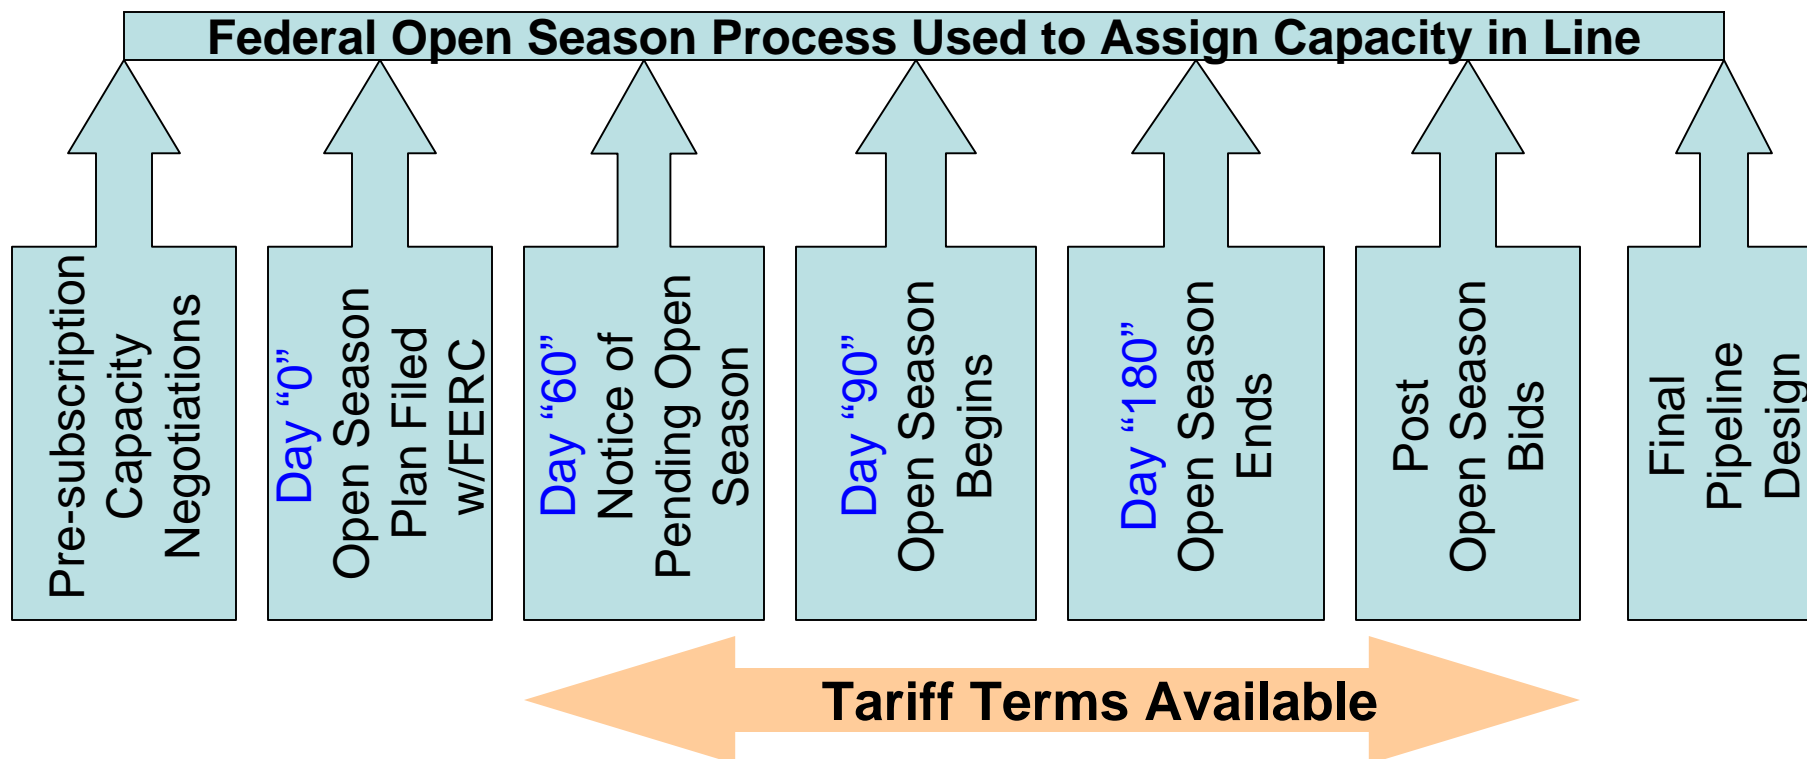 Federal Open Season Process Used to Assign Capacity in Line
Pre-subscription
Capacity
Negotiations
Day “0”
Open Season
Plan Filed
w/FERC
Day “60”
Notice of
Pending Open
Season
Day “90”
Open Season
Begins
Day “180”
Open Season
Ends
Post
Open Season
Bids
Final
Pipeline
Design
Tariff Terms Available